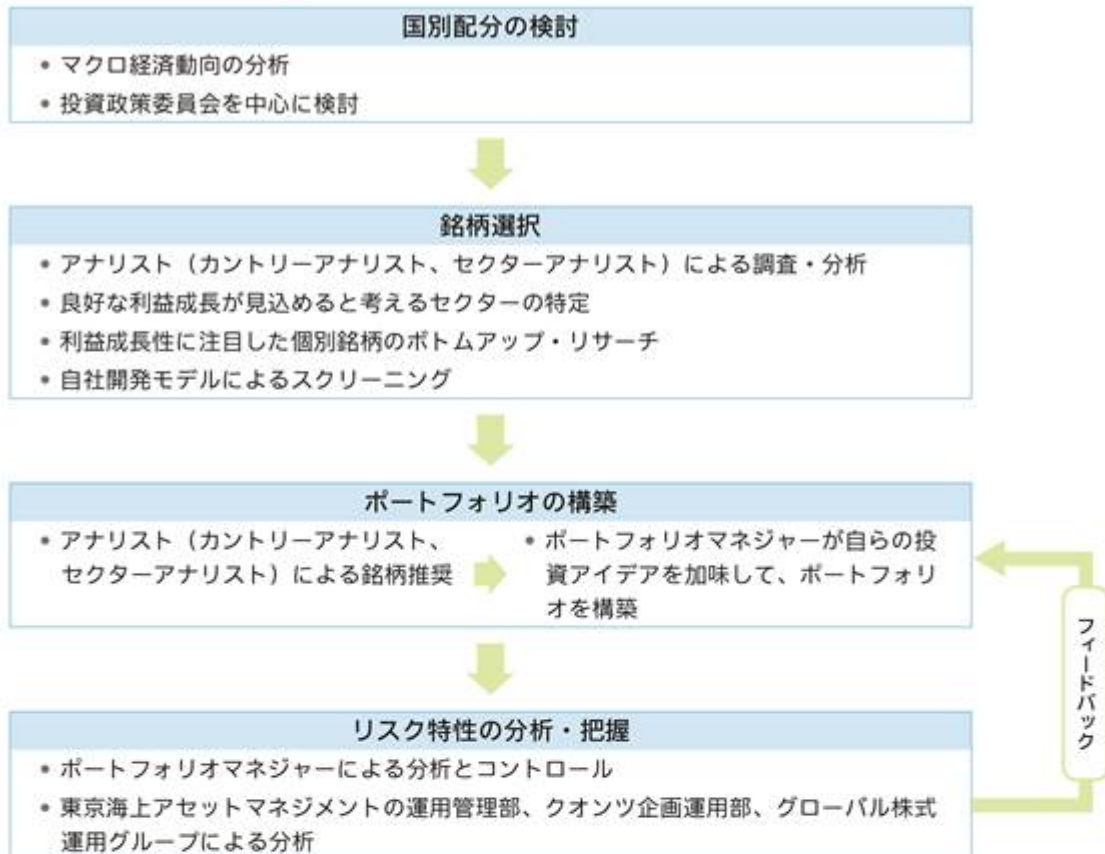 国別配分の検討
• マクロ経済動向の分析
• 投資政策委員会を中心に検討
銘柄選択
• アナリスト（カントリーアナリスト、セクターアナリスト）による調査・分析
• 良好な利益成長が見込めると考えるセクターの特定
• 利益成長性に注目した個別銘柄のボトムアップ・リサーチ
• 自社開発モデルによるスクリーニング
ポートフォリオの構築
• アナリスト（カントリーアナリスト、
セクターアナリスト）による銘柄推奨
• ポートフォリオマネジャーが自らの投
資アイデアを加味して、ポートフォリ
オを構築
フィードバック
リスク特性の分析・把握
• ポートフォリオマネジャーによる分析とコントロール
• 東京海上アセットマネジメントの運用管理部、クオンツ企画運用部、グローバル株式
運用グループによる分析